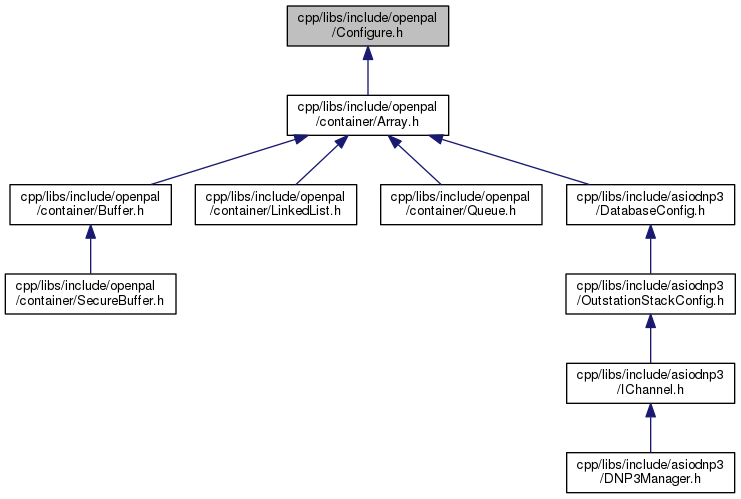 cpp/libs/include/openpal
/Configure.h
cpp/libs/include/openpal
/container/Array.h
cpp/libs/include/openpal
/container/Buffer.h
cpp/libs/include/openpal
/container/LinkedList.h
cpp/libs/include/openpal
/container/Queue.h
cpp/libs/include/asiodnp3
/DatabaseConfig.h
cpp/libs/include/openpal
/container/SecureBuffer.h
cpp/libs/include/asiodnp3
/OutstationStackConfig.h
cpp/libs/include/asiodnp3
/IChannel.h
cpp/libs/include/asiodnp3
/DNP3Manager.h